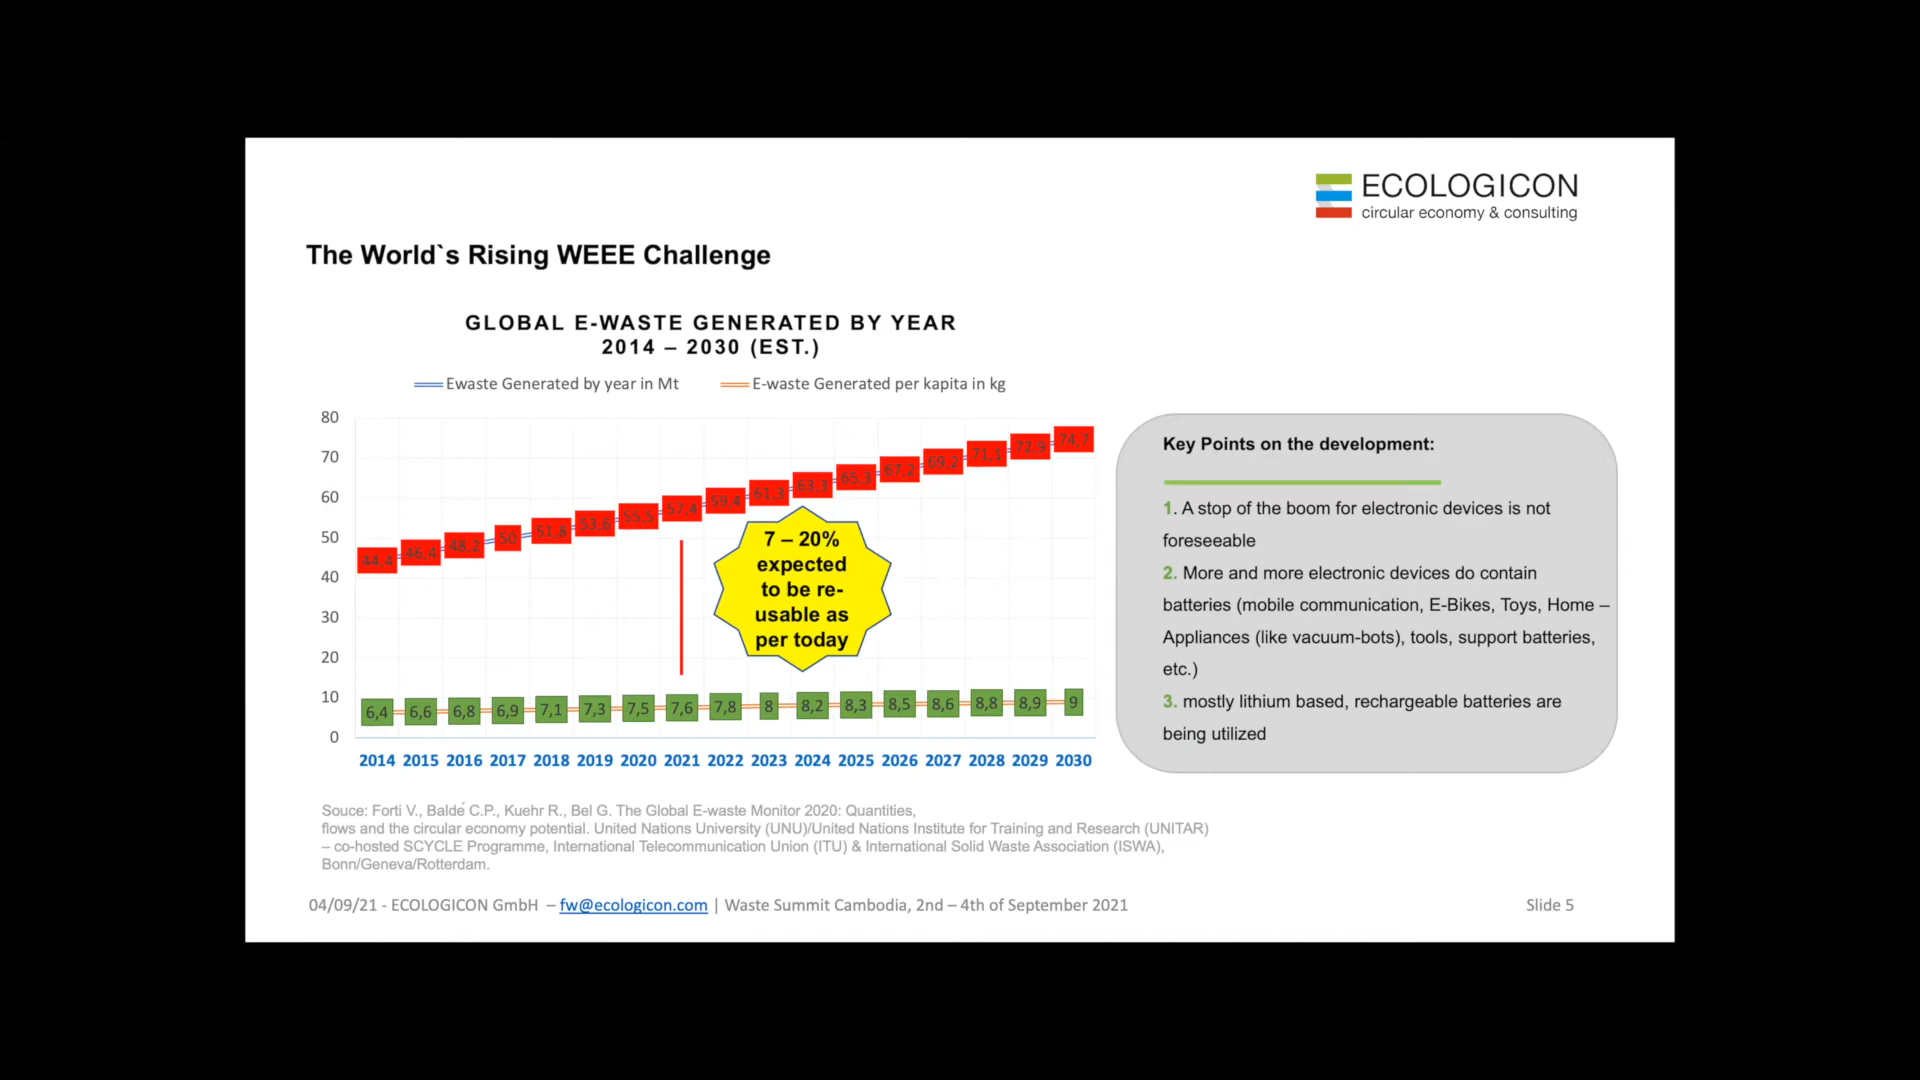 ECOLOGICON
circular economy & consulting
The World`s Rising WEEE Challenge
GLOBAL E-WASTE GENERATED BY YEAR
2014 – 2030 (EST.)
Ewaste Generated by year in Mt
E-waste Generated per kapita in kg
80
70
60
50
40
30
20
10
0
44,4 46,4 48,2 50 51,8 53,6 55,5 57,4 59,4 61,3 63,3 65,3 67,2 69,2 71,1 72,9 74,7
7 – 20%
expected
to be re-
usable as
per today
6,4 6,6 6,8 6,9 7,1 7,3 7,5 7,6 7,8 8 8,2 8,3 8,5 8,6 8,8 8,9 9
2014 2015 2016 2017 2018 2019 2020 2021 2022 2023 2024 2025 2026 2027 2028 2029 2030
Key Points on the development:
1. A stop of the boom for electronic devices is not
foreseeable
2. More and more electronic devices do contain
batteries (mobile communication, E-Bikes, Toys, Home –
Appliances (like vacuum-bots), tools, support batteries,
etc.)
3. mostly lithium based, rechargeable batteries are
being utilized
Souce: Forti V., Baldé C.P., Kuehr R., Bel G. The Global E-waste Monitor 2020: Quantities,
flows and the circular economy potential. United Nations University (UNU)/United Nations Institute for Training and Research (UNITAR)
– co-hosted SCYCLE Programme, International Telecommunication Union (ITU) & International Solid Waste Association (ISWA),
Bonn/Geneva/Rotterdam.
04/09/21 - ECOLOGICON GmbH – fw@ecologicon.com | Waste Summit Cambodia, 2nd – 4th of September 2021
Slide 5